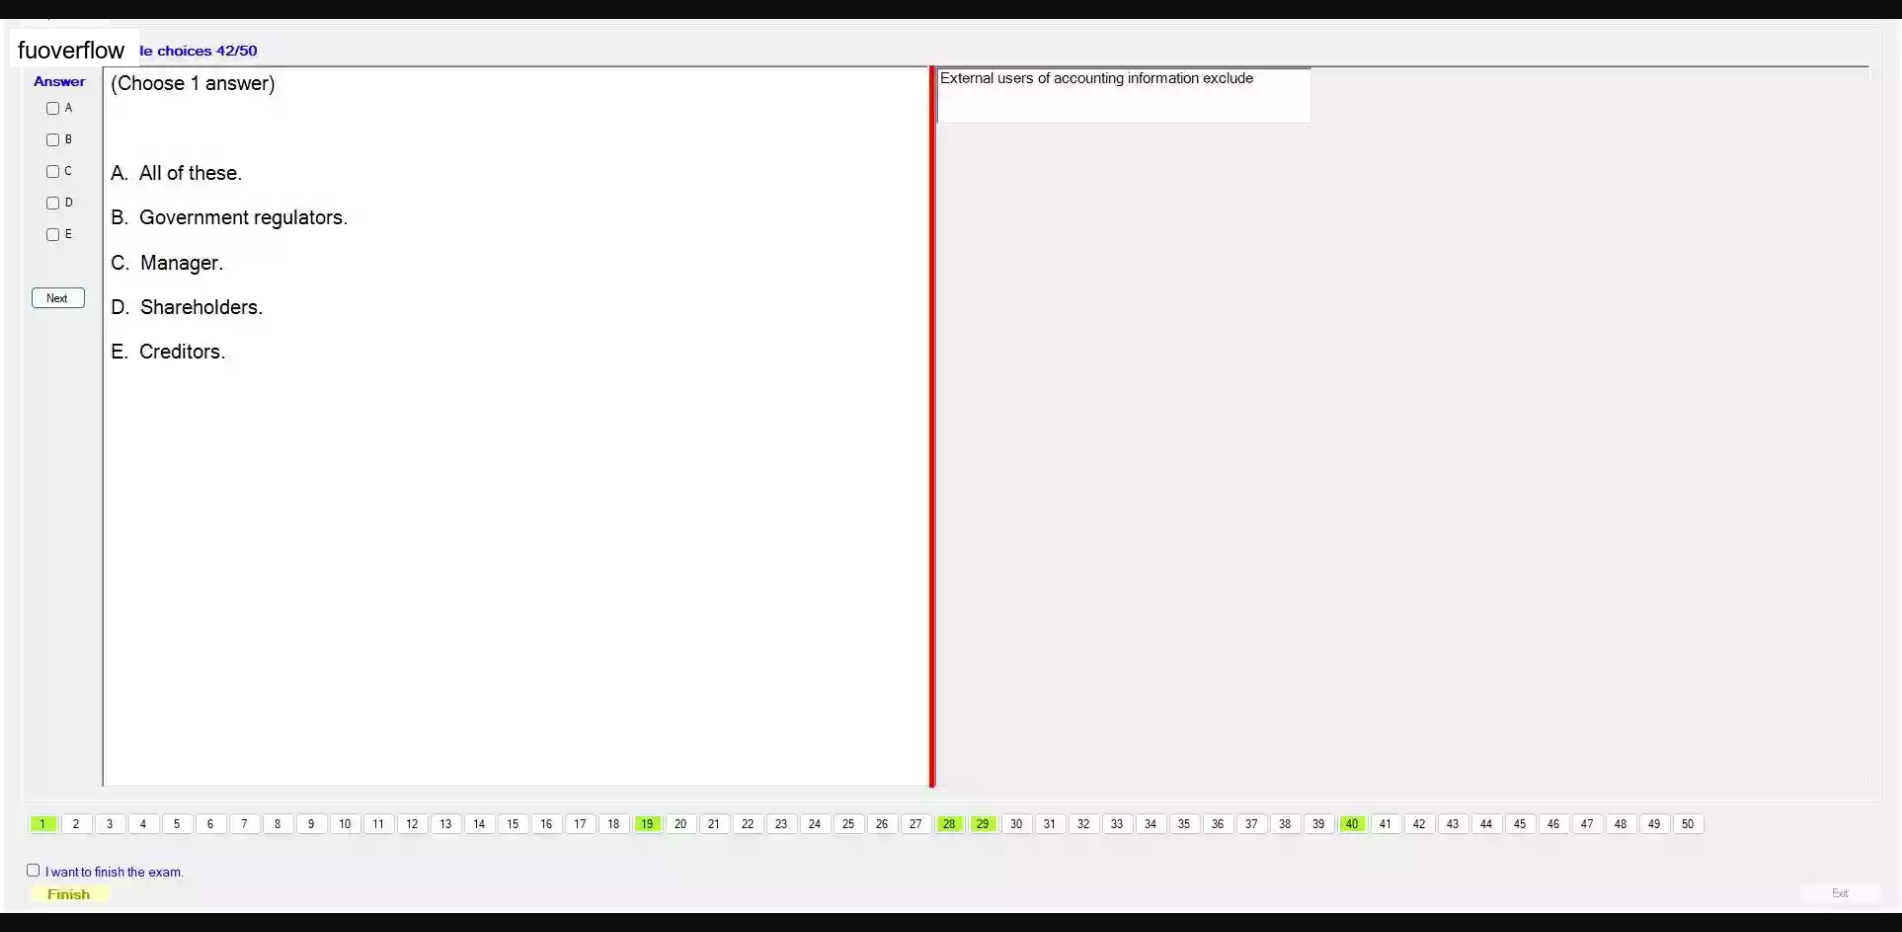 fuoverflow
le choices 42/50
Answer
A
B
C
D
E
Next
(Choose 1 answer)
A. All of these.
B. Government regulators.
C. Manager.
D. Shareholders.
E. Creditors.
External users of accounting information exclude
1 2 3 4 5 6 7 8 9 10 11 12 13 14 15 16 17 18 19 20 21 22 23 24 25 26 27 28 29 30 31 32 33 34 35 36 37 38 39 40 41 42 43 44 45 46 47 48 49 50
I want to finish the exam.
Finish
Exit